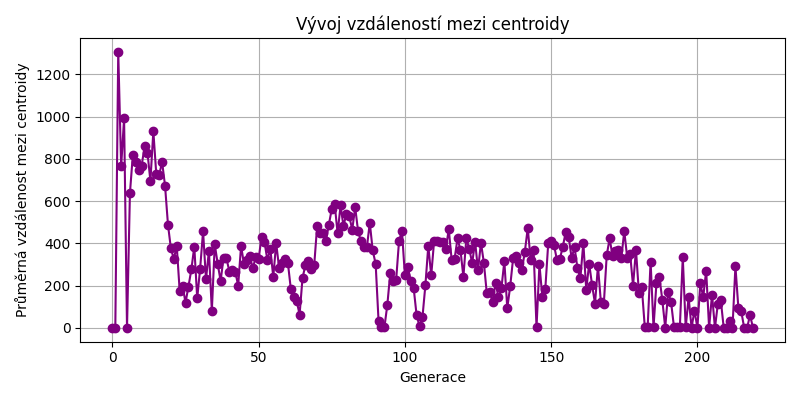 Vývoj vzdáleností mezi centroidy
Průměrná vzdálenost mezi centroidy
1200
1000
800
600
400
200
0
0 50 100 150 200
Generace